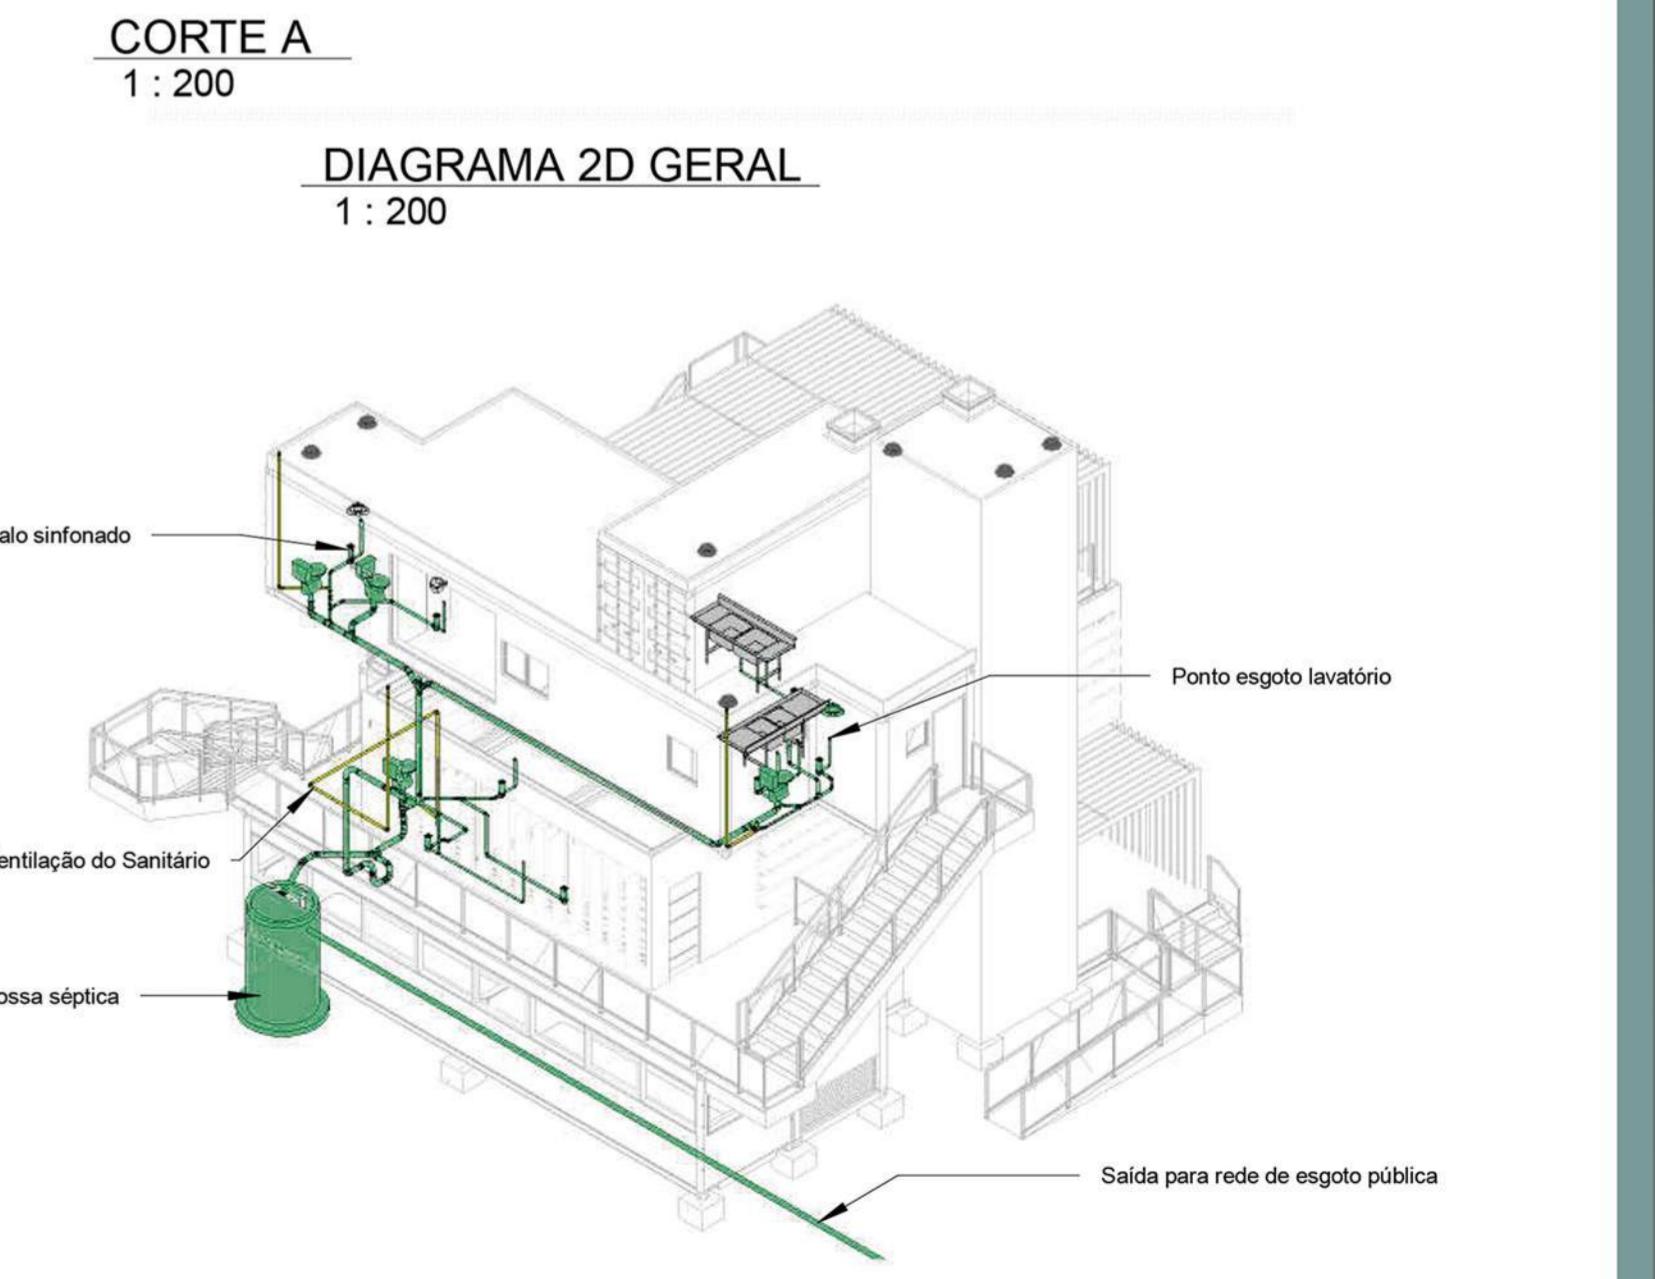 CORTE A
1 : 200
DIAGRAMA 2D GERAL
1 : 200
alo sinfonado
Ponto esgoto lavatório
entilação do Sanitário
ossa séptica
Saída para rede de esgoto pública